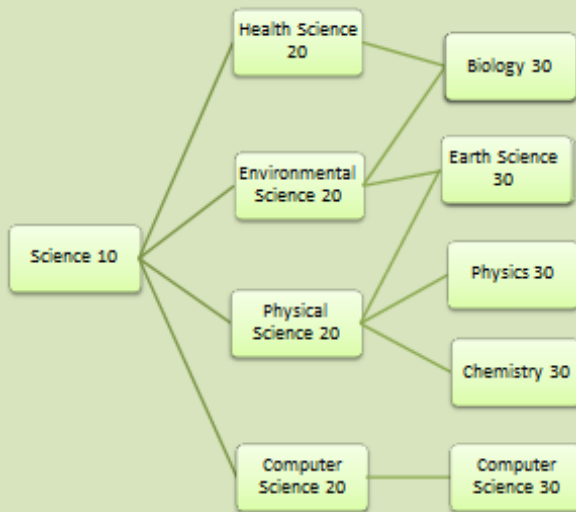 Health Science
20
Biology 30
Environmental
Science 20
Earth Science
30
Science 10
Physical
Science 20
Physics 30
Chemistry 30
Computer
Science 20
Computer
Science 30